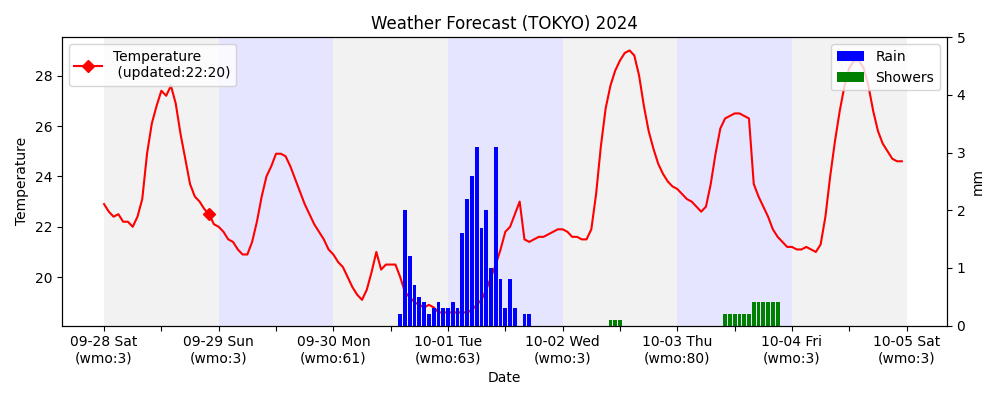 Weather Forecast (TOKYO) 2024
Temperature
(updated:22:20)
Rain
Showers
Temperature
28
26
24
22
20
5
4
3
2
1
0
mm
09-28 Sat
(wmo:3)
09-29 Sun
(wmo:3)
09-30 Mon
(wmo:61)
10-01 Tue
(wmo:63)
10-02 Wed
(wmo:3)
10-03 Thu
(wmo:80)
10-04 Fri
(wmo:3)
10-05 Sat
(wmo:3)
Date